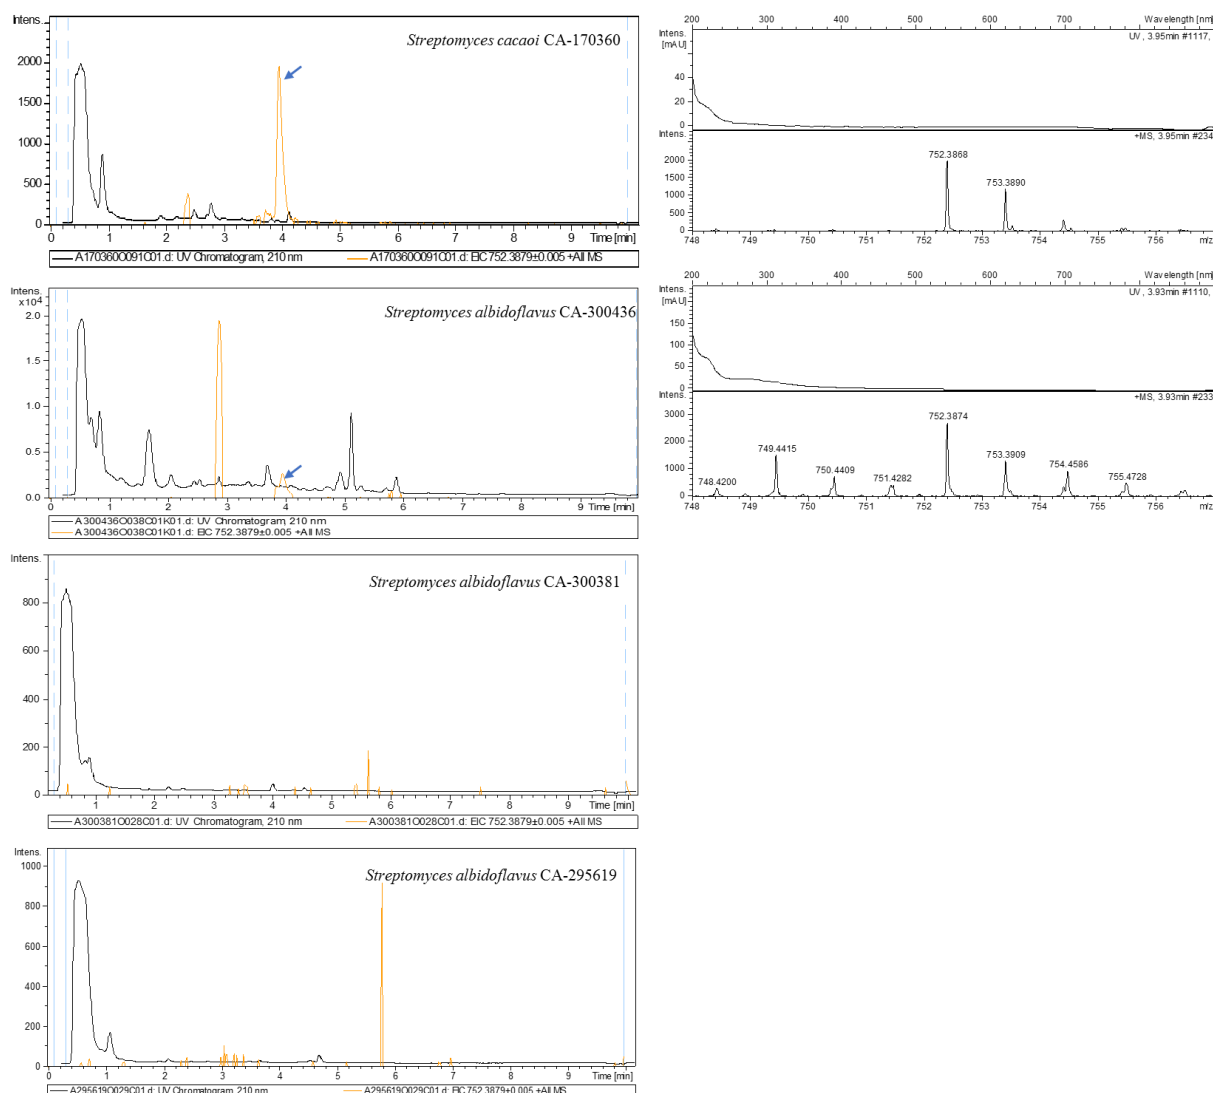 Intens.
Streptomyces cacaoi CA-170360
2000
1500
1000
500
0
0 1 2 3 4 5 6 7 8 9 Time [min]
A170360O091C01.d: UV Chromatogram, 210 nm A170360O091C01.d: EIC 752.3879±0.005 +All MS
200 300 400 500 600 700 Wavelength [nm]
Intens.
[mAU]
UV, 3.95min #1117,
40
20
0
Intens.
+MS, 3.95min #234
2000
1500
1000
500
0
752.3868
753.3890
748 749 750 751 752 753 754 755 756 m/z
Intens.
x10⁴
Streptomyces albidoflavus CA-300436
2.0
1.5
1.0
0.5
0.0
0 1 2 3 4 5 6 7 8 9 Time [min]
A300436O038C01K01.d: UV Chromatogram, 210 nm
A300436O038C01K01.d: EIC 752.3879±0.005 +All MS
200 300 400 500 600 700 Wavelength [nm]
Intens.
[mAU]
UV, 3.93min #1110,
150
100
50
0
Intens.
+MS, 3.93min #233
3000
2000
1000
0
748.4200
749.4415
750.4409
751.4282
752.3874
753.3909
754.4586
755.4728
748 749 750 751 752 753 754 755 756 m/z
Intens.
Streptomyces albidoflavus CA-300381
800
600
400
200
0
1 2 3 4 5 6 7 8 9 Time [min]
A300381O028C01.d: UV Chromatogram, 210 nm A300381O028C01.d: EIC 752.3879±0.005 +All MS
Intens.
Streptomyces albidoflavus CA-295619
1000
800
600
400
200
0
0 1 2 3 4 5 6 7 8 9 Time [min]
A295619O029C01.d: UV Chromatogram, 210 nm A295619O029C01.d: EIC 752.3879±0.005 +All MS